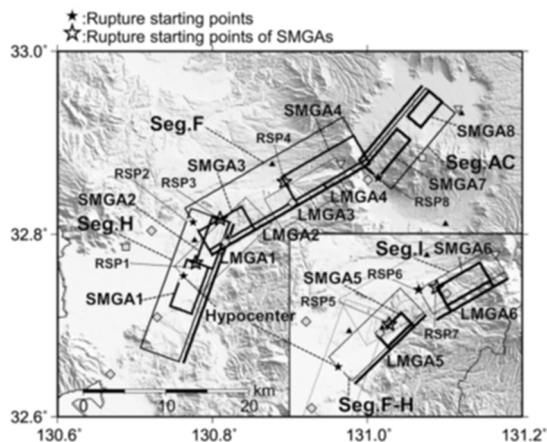 ★:Rupture starting points
☆:Rupture starting points of SMGAs
33.0˚
SMGA4
Seg.F
RSP4
SMGA8
SMGA3
Seg.AC
RSP2
RSP3
SMGA7
SMGA2
LMGA4
RSP8
LMGA3
Seg.H
32.8˚
LMGA2
LMGA1
Seg.I
SMGA6
RSP1
SMGA5
RSP6
SMGA1
RSP5
Hypocenter
LMGA6
RSP7
LMGA5
km
0 10 20
Seg.F-H
32.6˚
130.6˚ 130.8˚ 131.0˚ 131.2˚